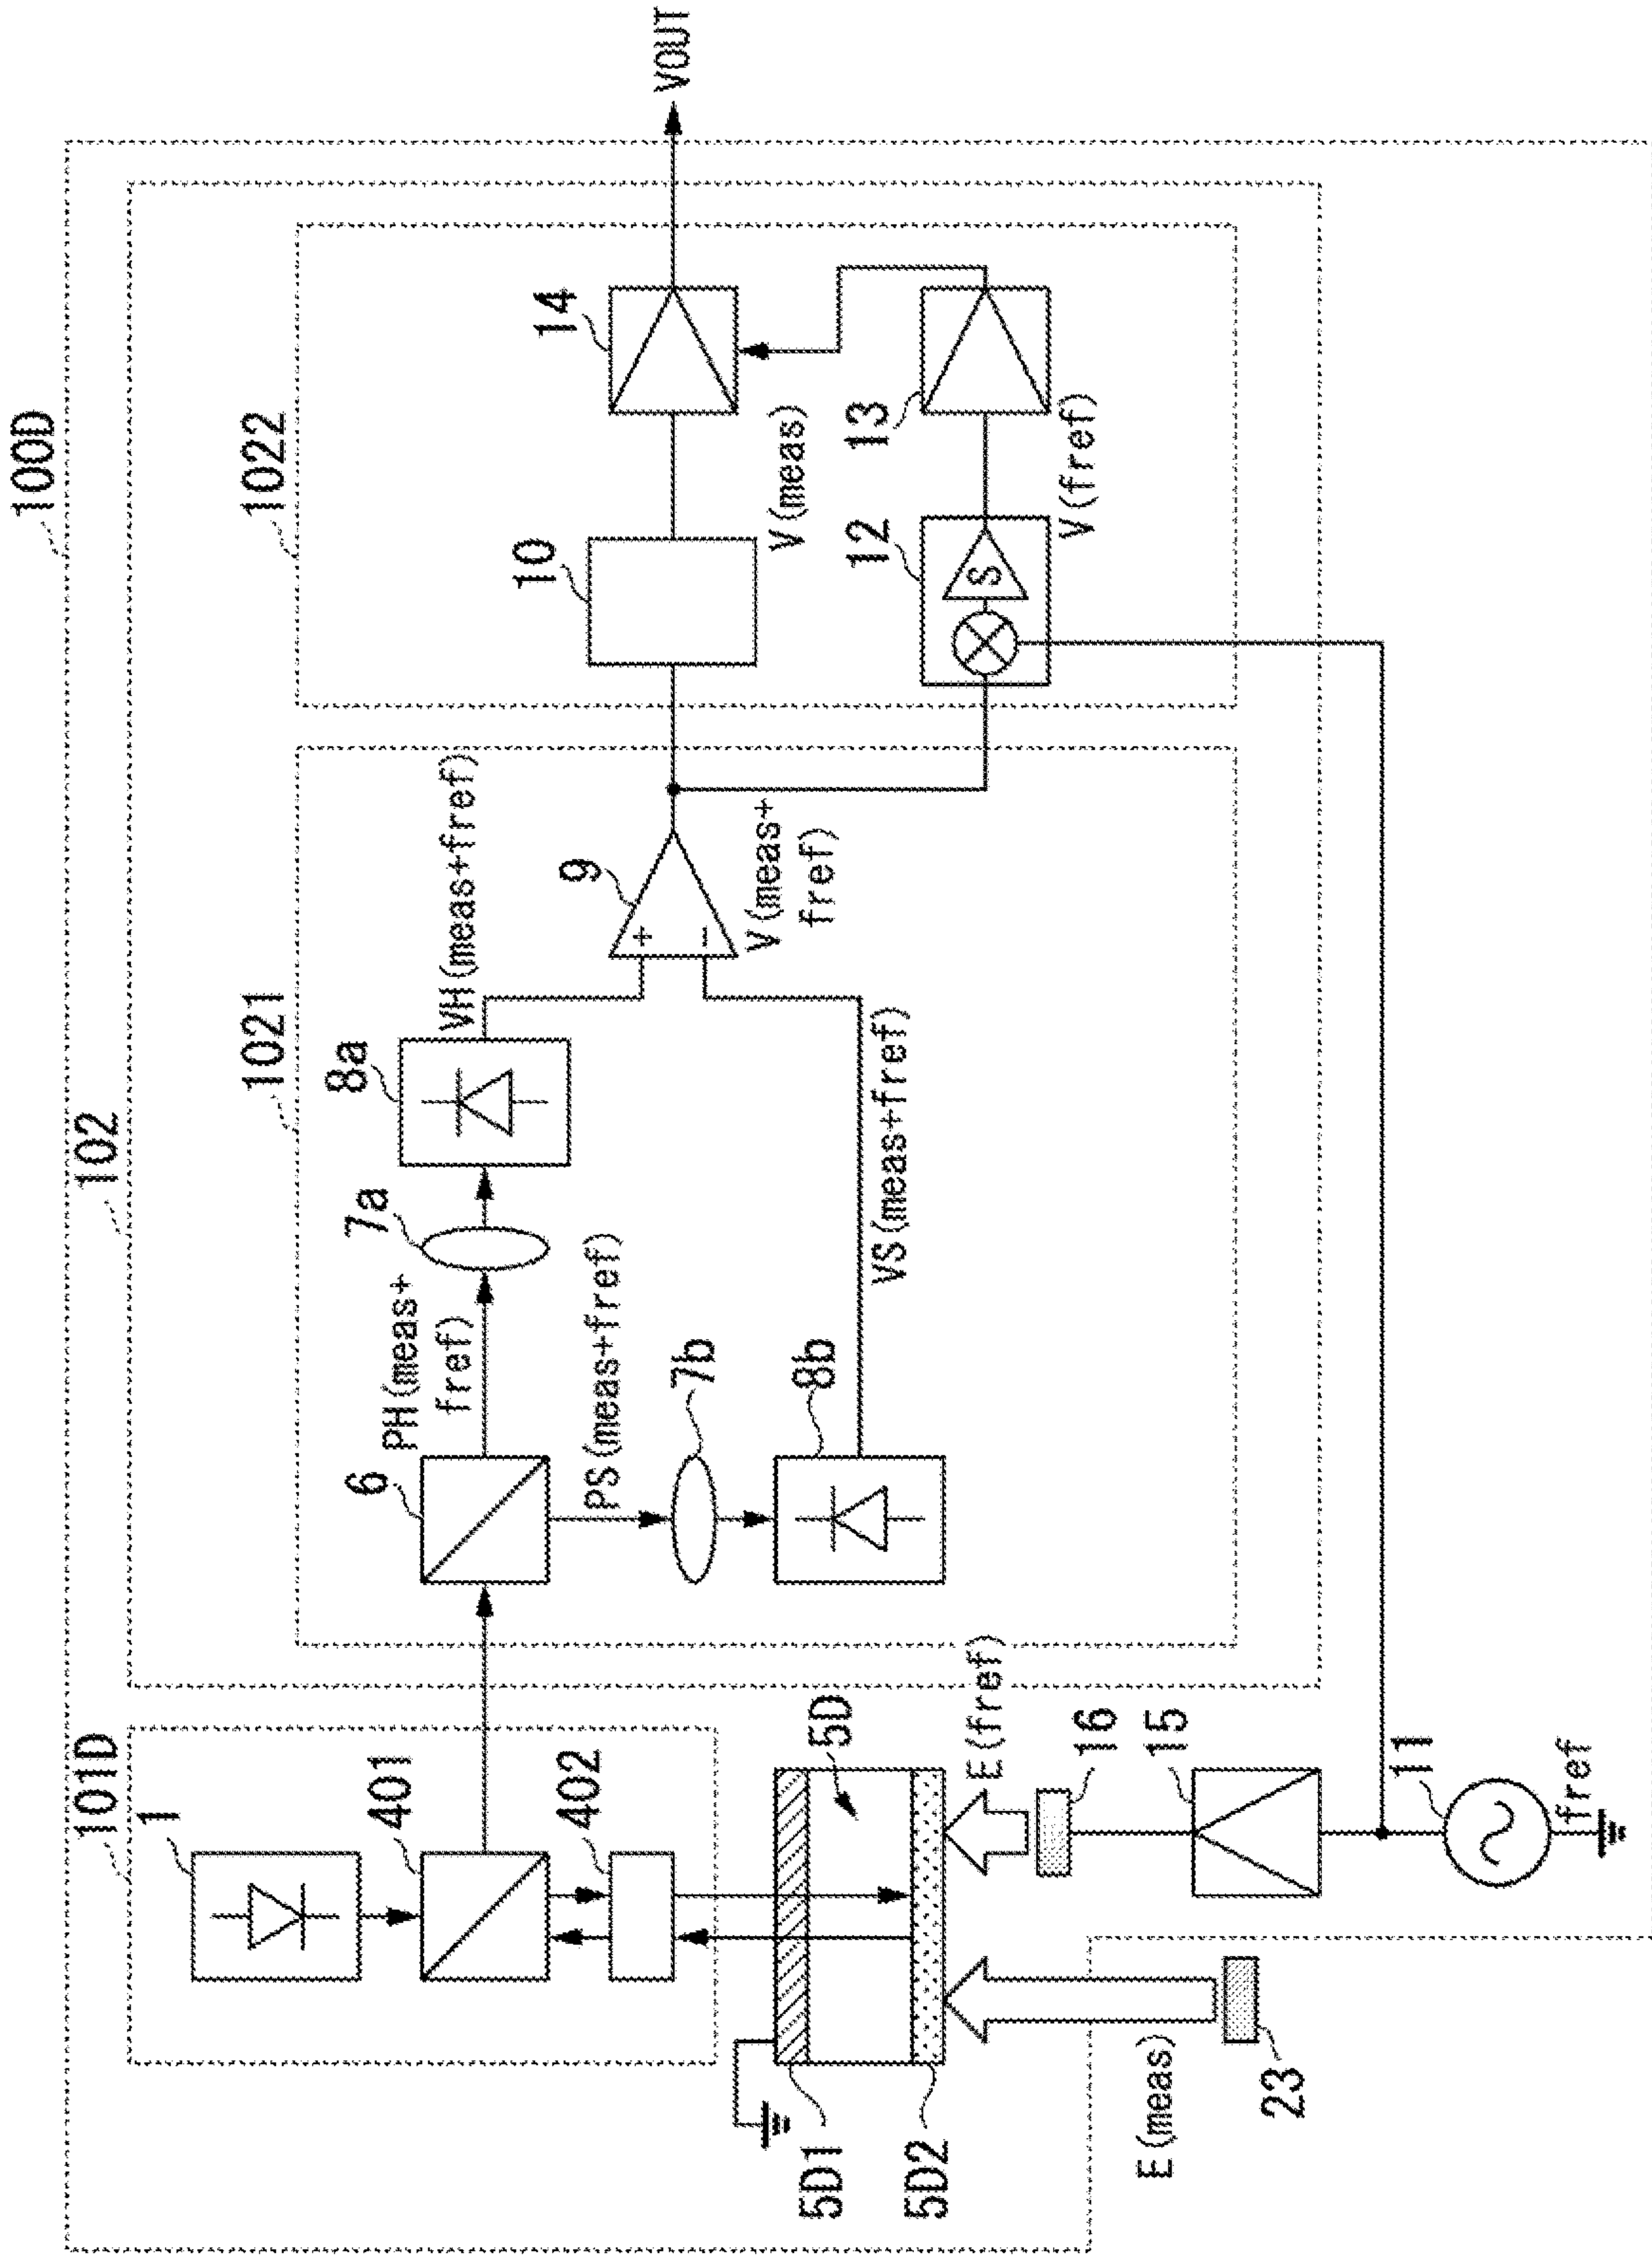 100D
102
1022
1021
101D
1
401
402
6
PH(meas+
fref)
7a
8a
VH(meas+fref)
PS(meas+fref)
7b
8b
VS(meas+fref)
9
+
-
V(meas+
fref)
10
V(meas)
14
VOUT
12
S
V(fref)
13
5D
5D1
5D2
E(fref)
16
15
11
fref
E(meas)
23